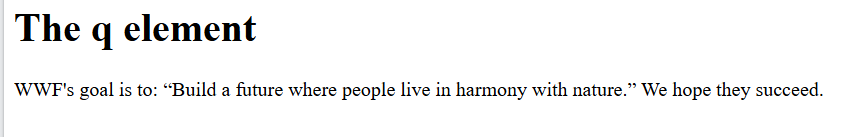 The q element
WWF's goal is to: “Build a future where people live in harmony with nature.” We hope they succeed.